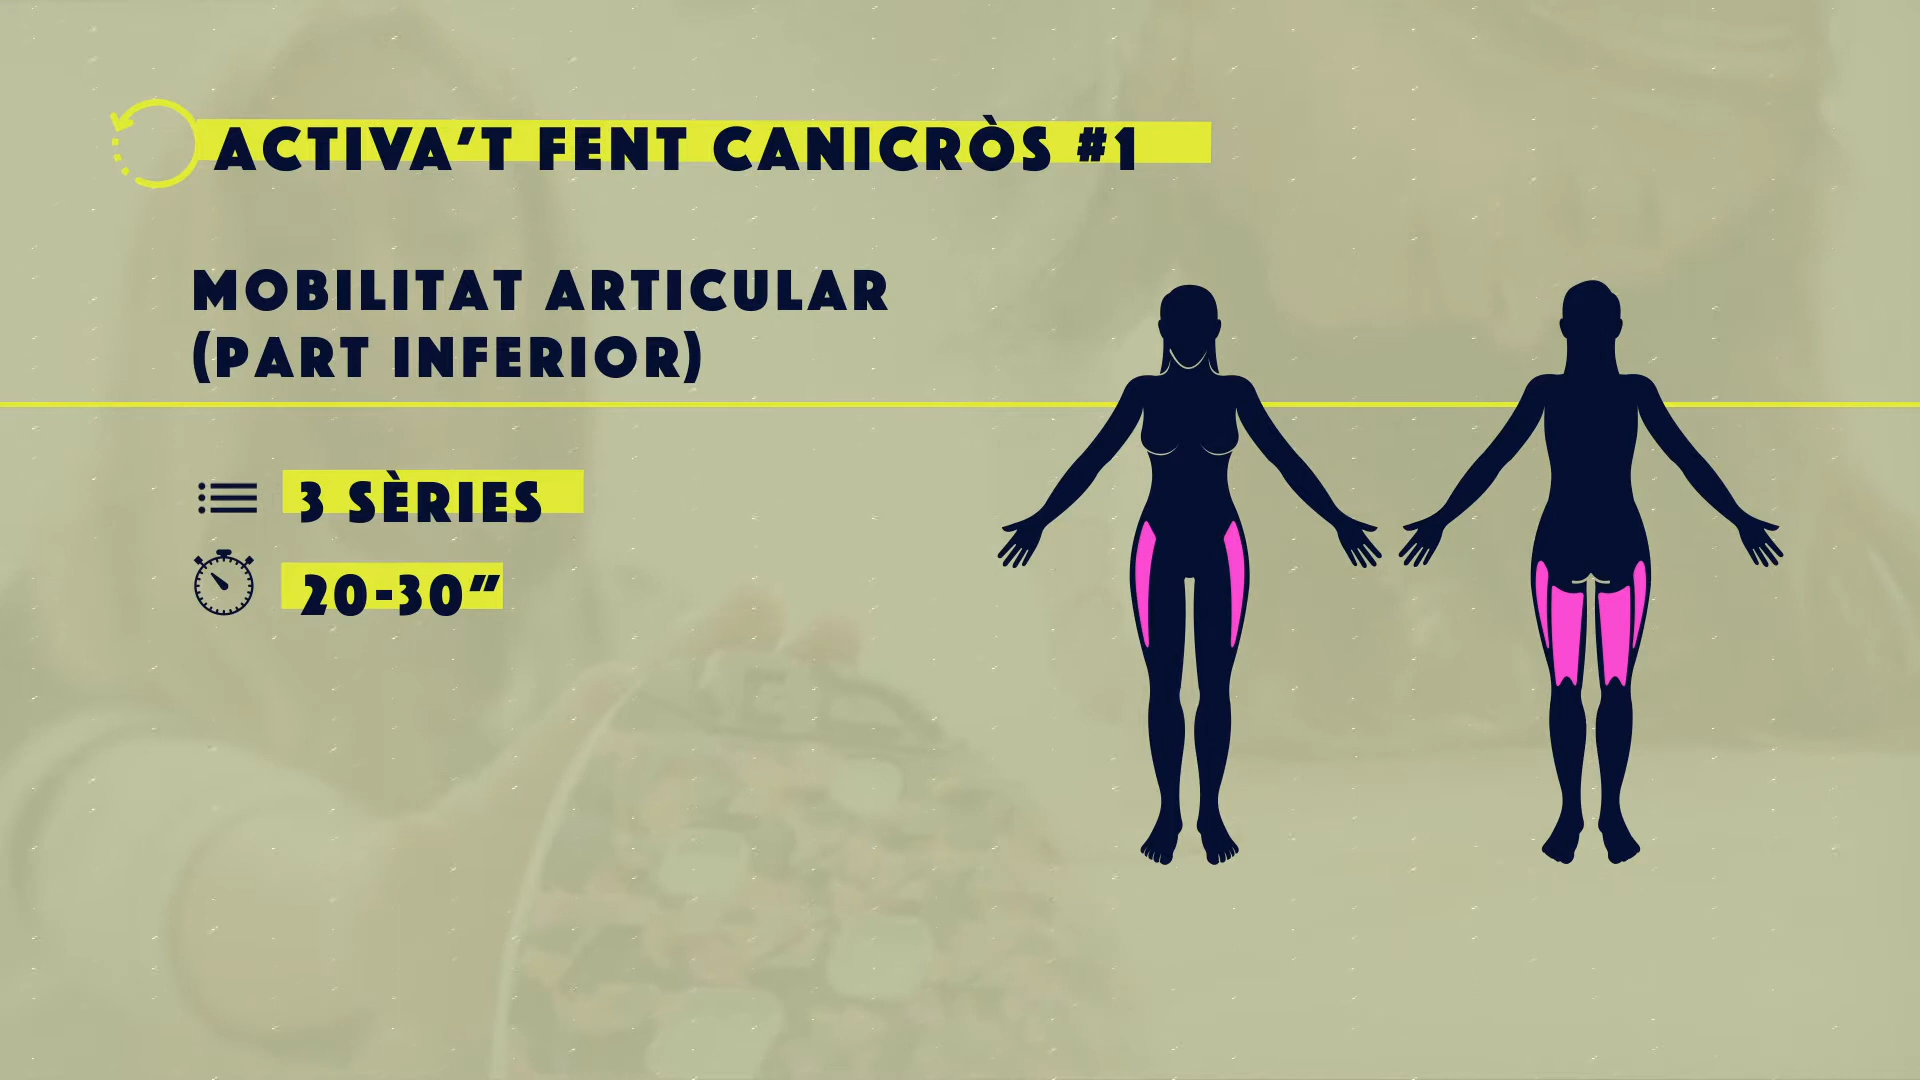 ACTIVA'T FENT CANICRÒS #1
MOBILITAT ARTICULAR
(PART INFERIOR)
3 SÈRIES
20-30"